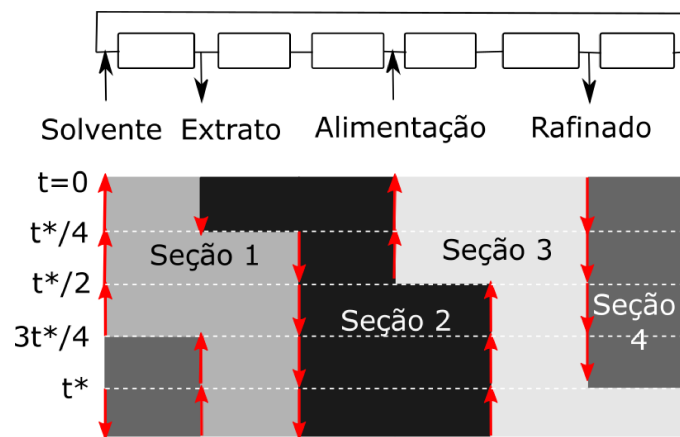 Solvente Extrato Alimentação Rafinado
t=0
t*/4
Seção 1 Seção 3
t*/2
Seção 2 Seção
4
3t*/4
t*